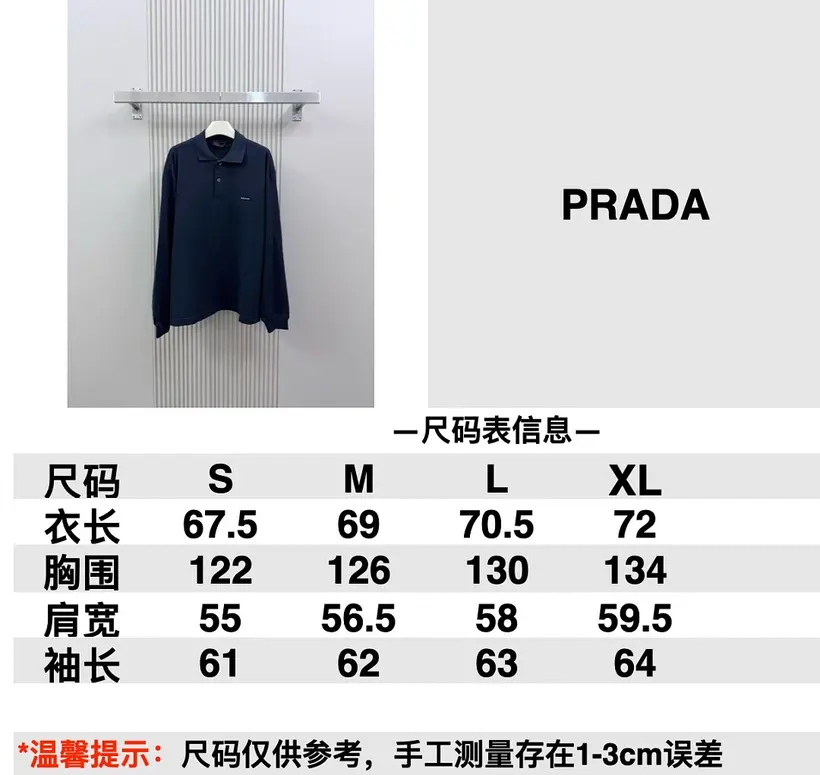 PRADA
—尺码表信息—
尺码 S M L XL
衣长 67.5 69 70.5 72
胸围 122 126 130 134
肩宽 55 56.5 58 59.5
袖长 61 62 63 64
*温馨提示：尺码仅供参考，手工测量存在1-3cm误差